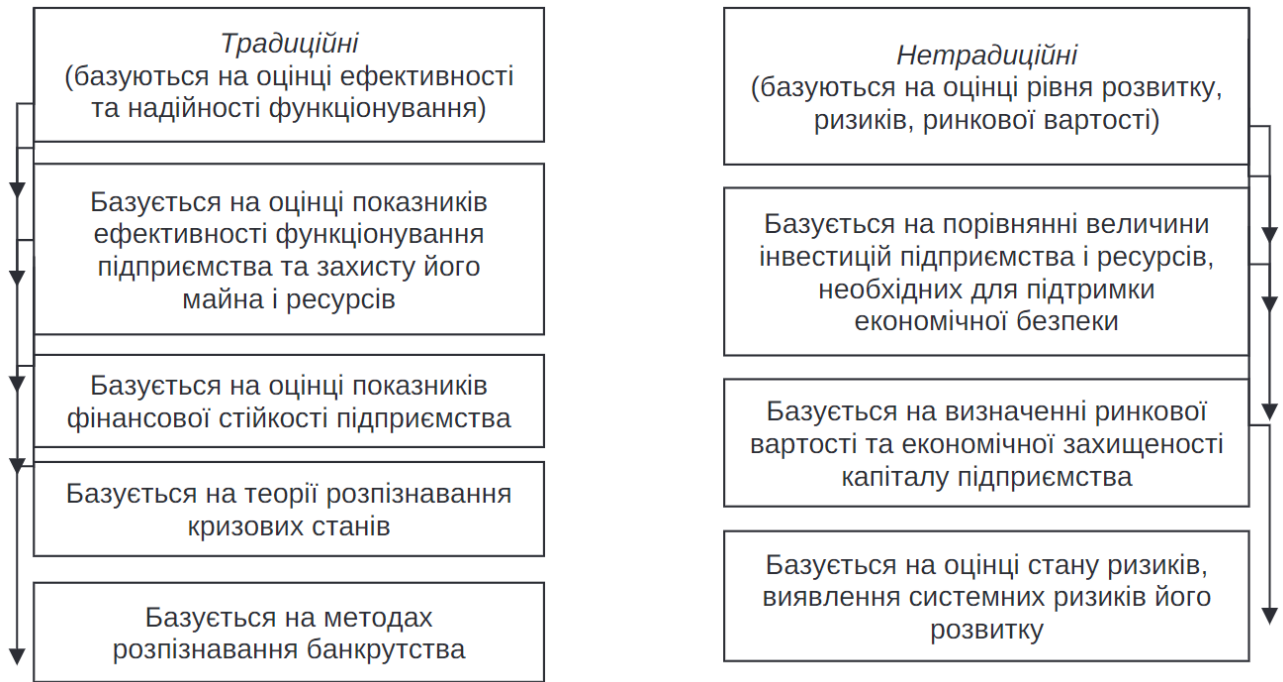 Традиційні
(базуються на оцінці ефективності
та надійності функціонування)
Базується на оцінці показників
ефективності функціонування
підприємства та захисту його
майна і ресурсів
Базується на оцінці показників
фінансової стійкості підприємства
Базується на теорії розпізнавання
кризових станів
Базується на методах
розпізнавання банкрутства
Нетрадиційні
(базуються на оцінці рівня розвитку,
ризиків, ринкової вартості)
Базується на порівнянні величини
інвестицій підприємства і ресурсів,
необхідних для підтримки
економічної безпеки
Базується на визначенні ринкової
вартості та економічної захищеності
капіталу підприємства
Базується на оцінці стану ризиків,
виявлення системних ризиків його
розвитку